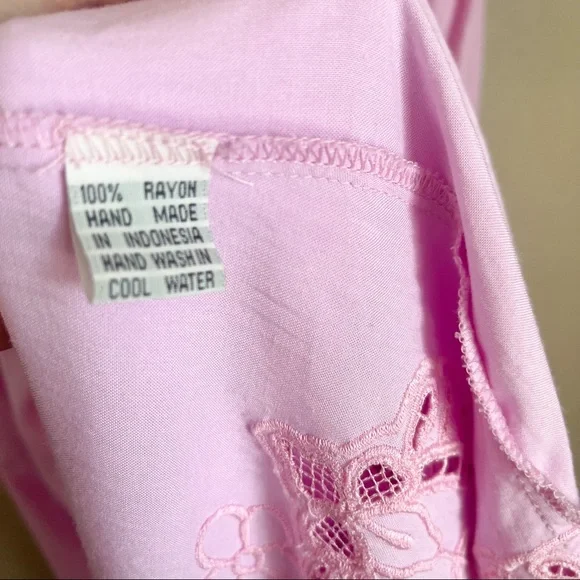 100% RAYON
HAND MADE
IN INDONESIA
HAND WASH IN
COOL WATER